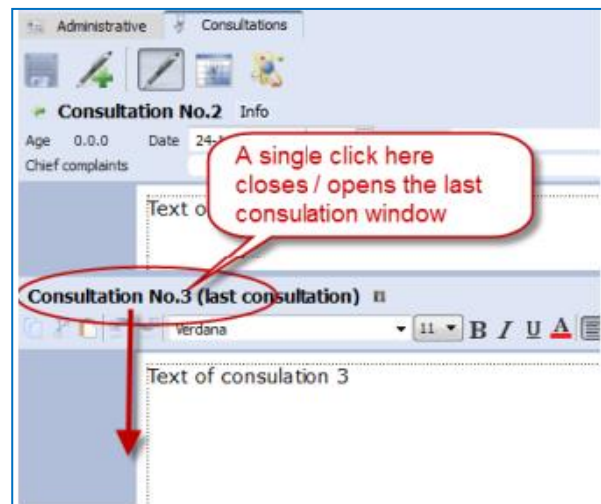 Administrative Consultations
Consultation No.2 Info
Age 0.0.0 Date
Chief complaints
A single click here
closes / opens the last
consulation window
Text
Consultation No.3 (last consultation)
Verdana 11 B I U A
Text of consulation 3